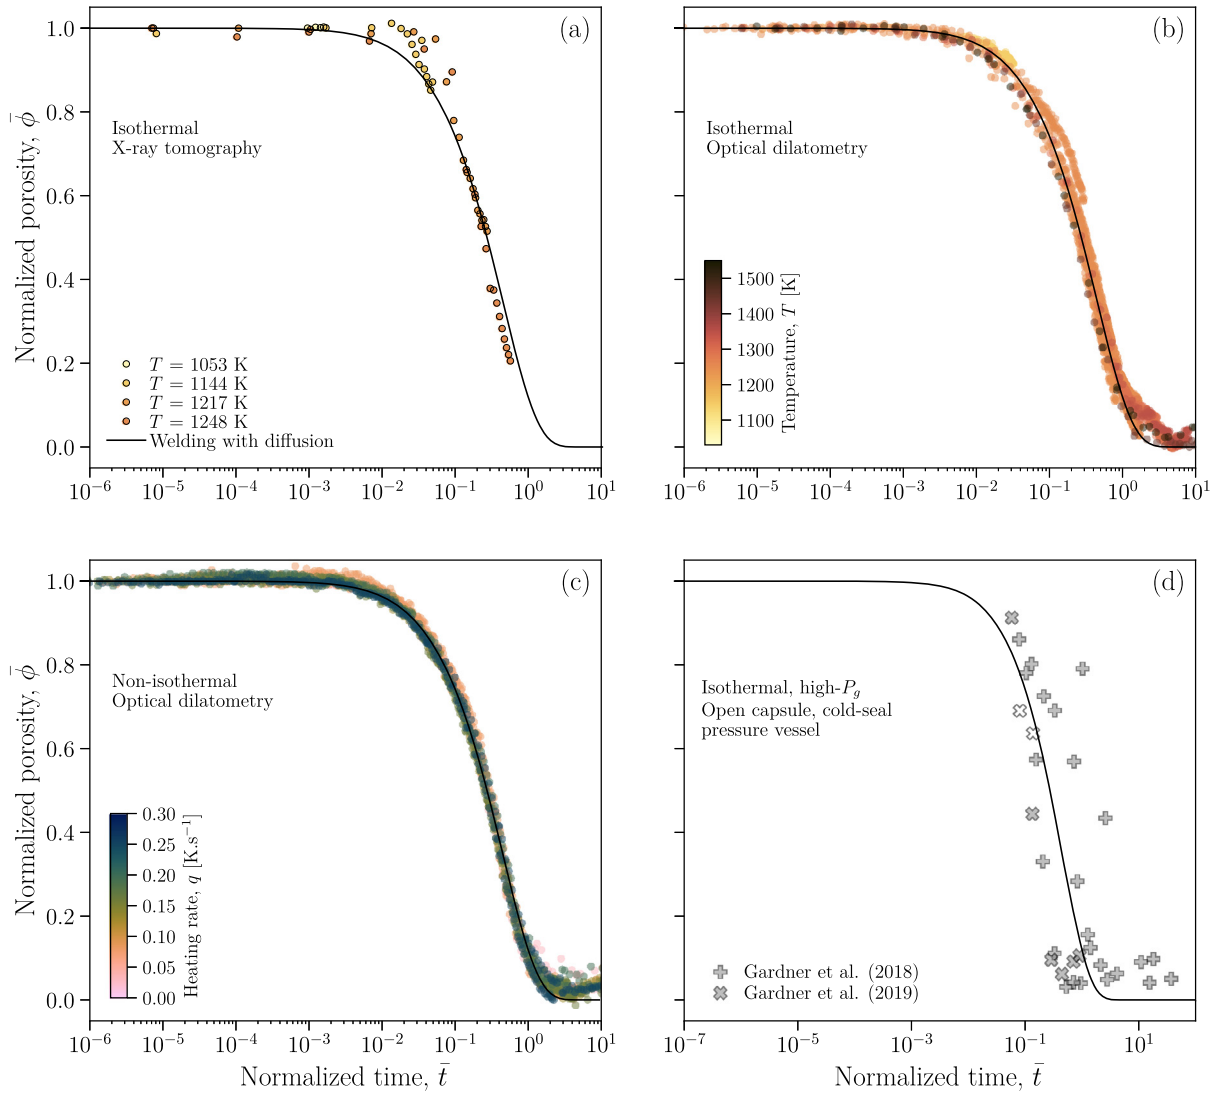 (a)
Normalized porosity, ϕ̄
1.0
0.8
0.6
0.4
0.2
0.0
Isothermal
X-ray tomography
T = 1053 K
T = 1144 K
T = 1217 K
T = 1248 K
Welding with diffusion
10⁻⁶ 10⁻⁵ 10⁻⁴ 10⁻³ 10⁻² 10⁻¹ 10⁰ 10¹
(b)
Isothermal
Optical dilatometry
1500
1400
1300
1200
1100
Temperature, T [K]
10⁻⁶ 10⁻⁵ 10⁻⁴ 10⁻³ 10⁻² 10⁻¹ 10⁰ 10¹
(c)
Normalized porosity, ϕ̄
1.0
0.8
0.6
0.4
0.2
0.0
Non-isothermal
Optical dilatometry
0.30
0.25
0.20
0.15
0.10
0.05
0.00
Heating rate, q [K.s⁻¹]
10⁻⁶ 10⁻⁵ 10⁻⁴ 10⁻³ 10⁻² 10⁻¹ 10⁰ 10¹
Normalized time, t̄
(d)
Isothermal, high-P_g
Open capsule, cold-seal
pressure vessel
Gardner et al. (2018)
Gardner et al. (2019)
10⁻⁷ 10⁻⁵ 10⁻³ 10⁻¹ 10¹
Normalized time, t̄